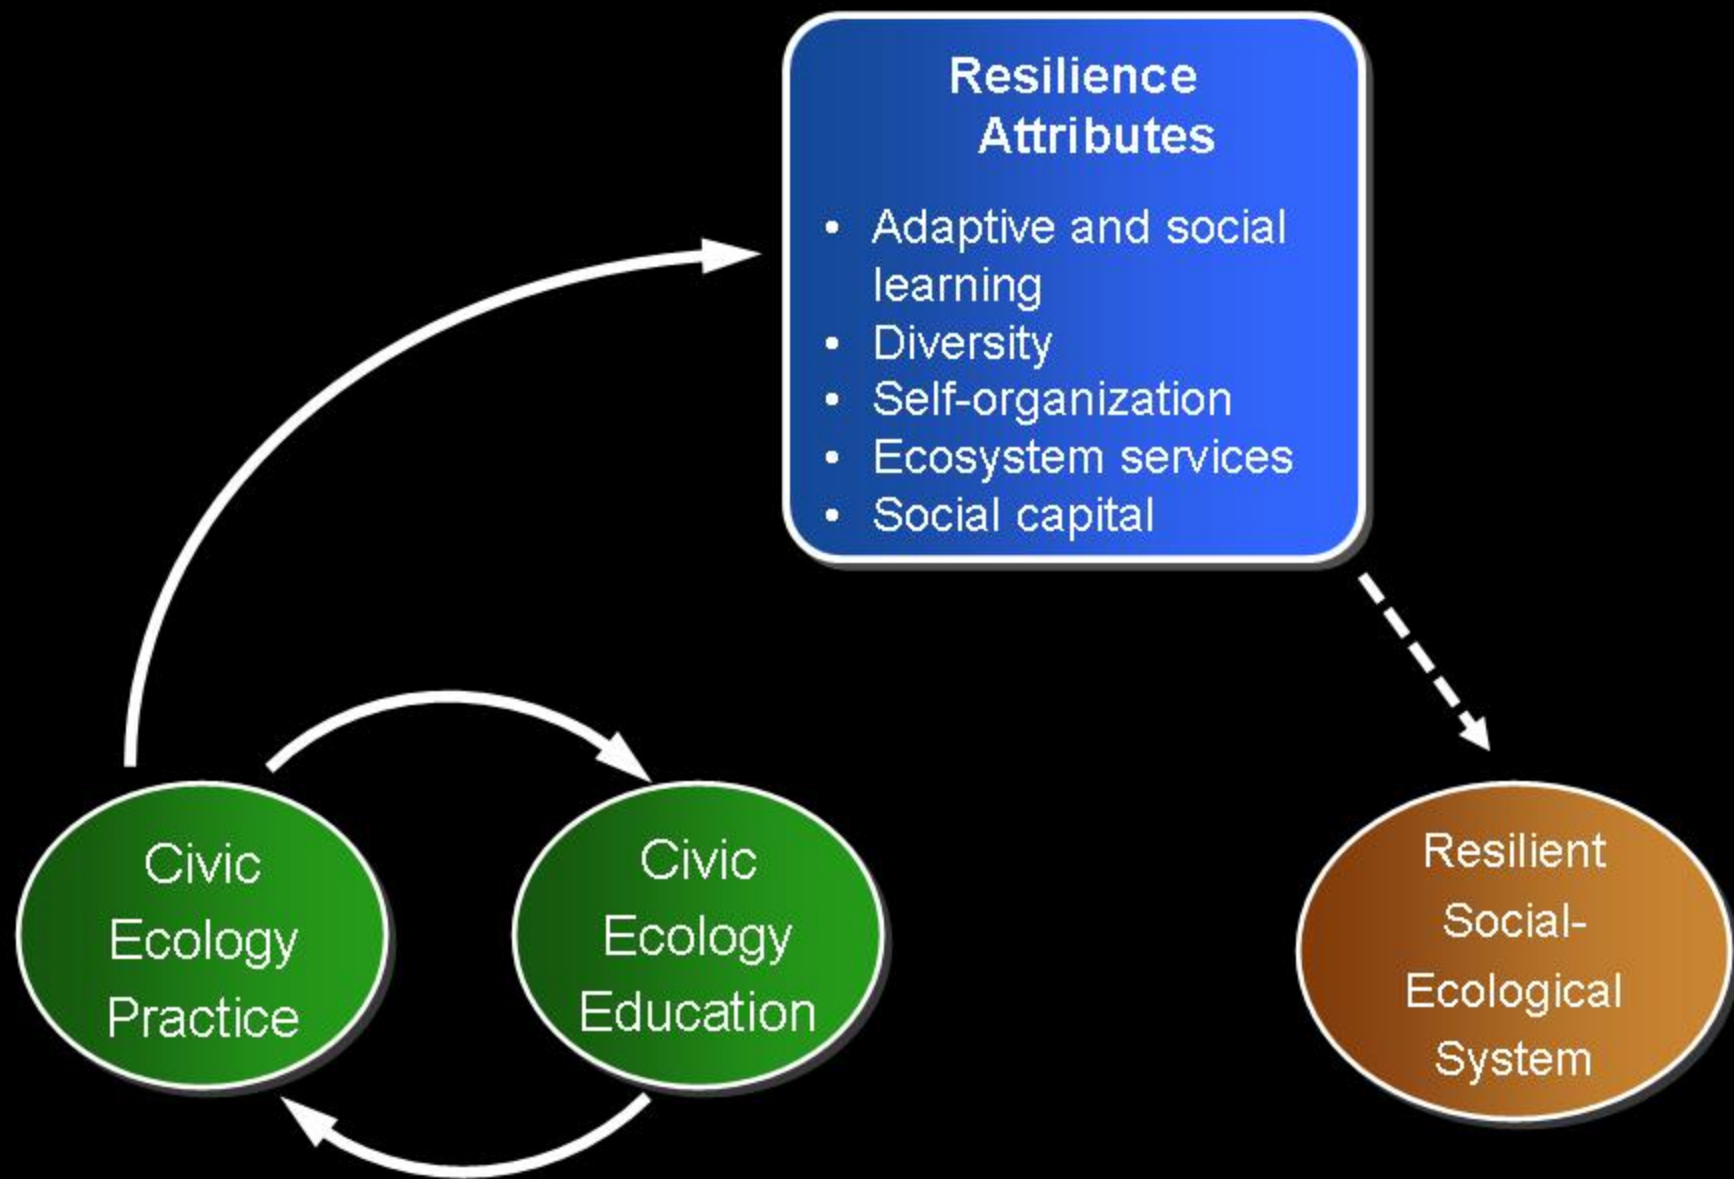 Resilience
Attributes
• Adaptive and social
learning
• Diversity
• Self-organization
• Ecosystem services
• Social capital
Civic
Ecology
Practice
Civic
Ecology
Education
Resilient
Social-
Ecological
System